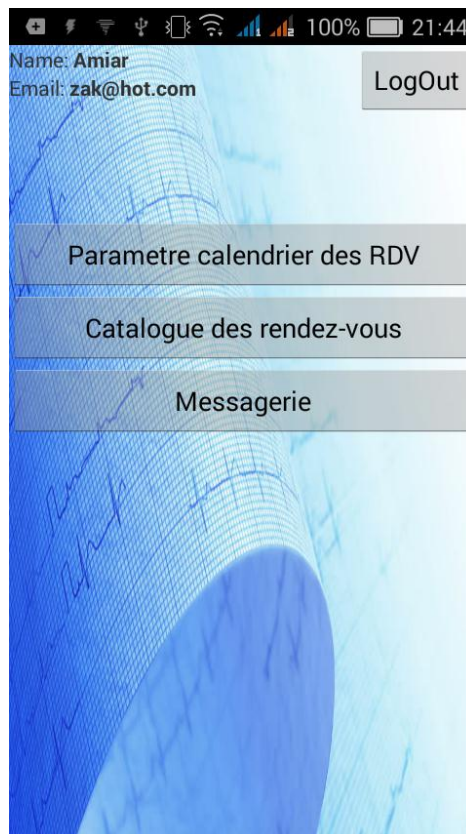 100% 21:44
Name: Amiar
Email: zak@hot.com
LogOut
Parametre calendrier des RDV
Catalogue des rendez-vous
Messagerie